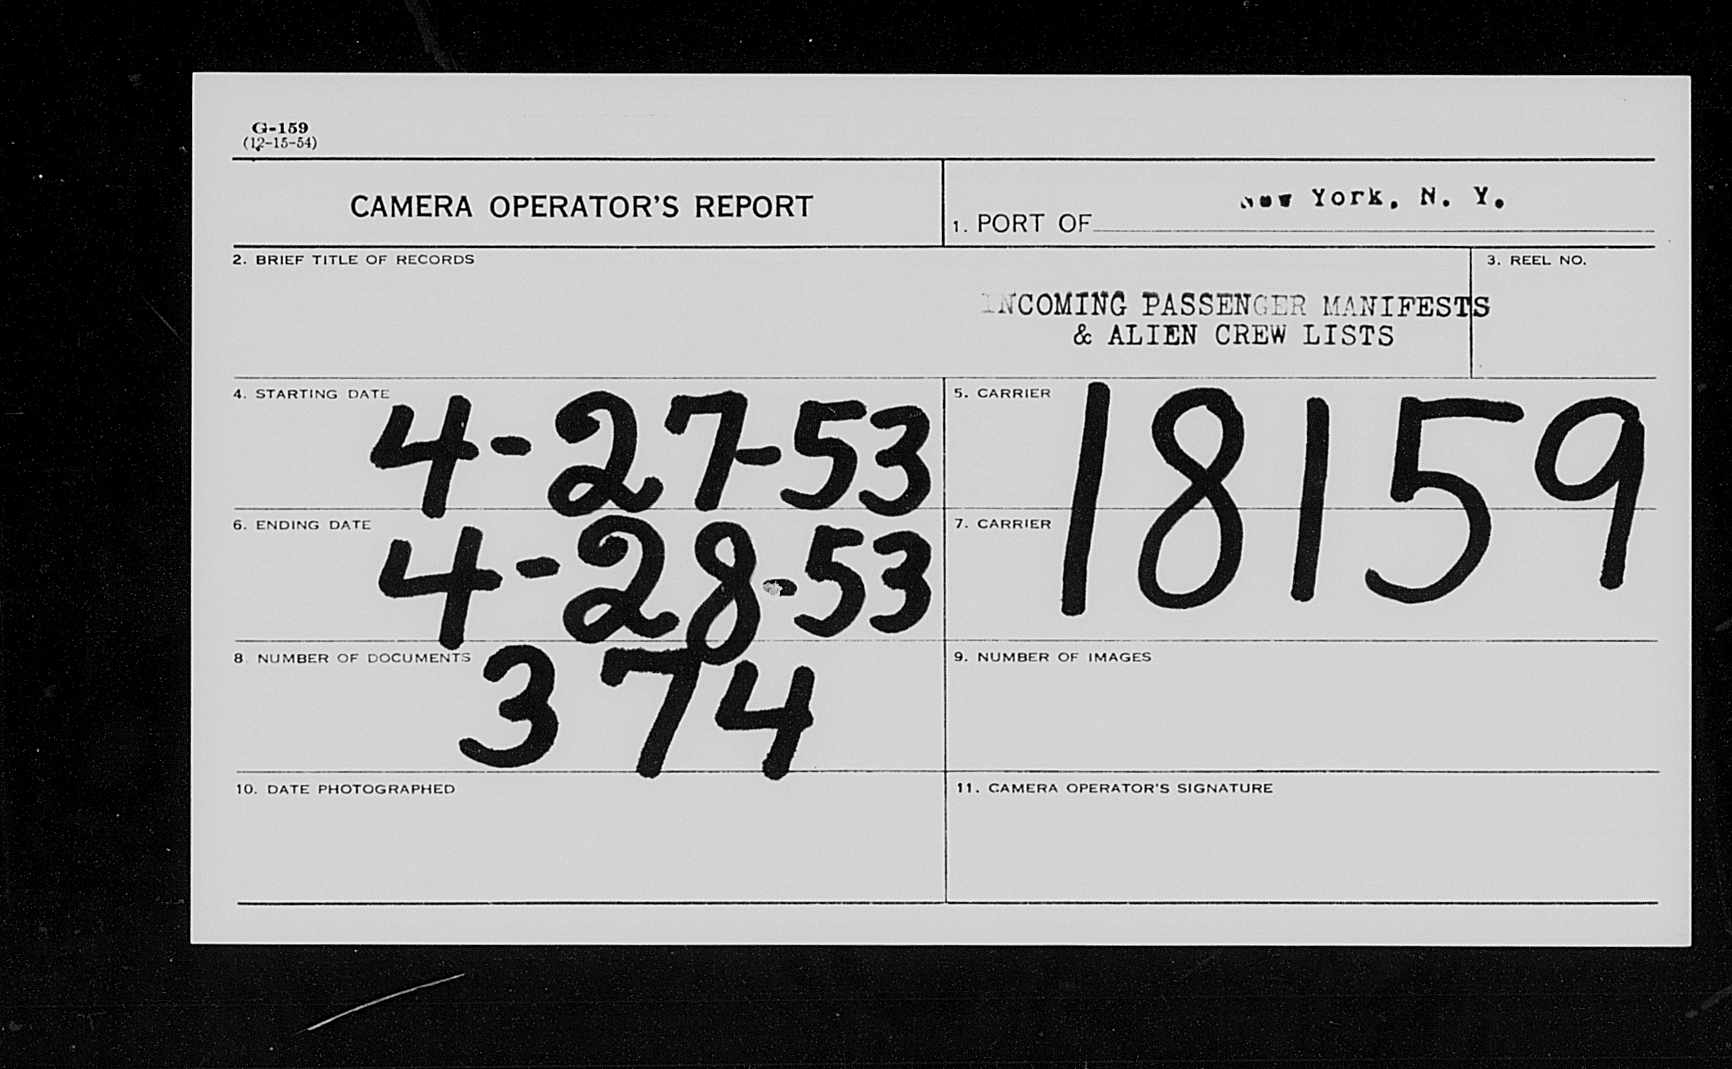 G-159
(12-15-54)
CAMERA OPERATOR'S REPORT
1. PORT OF New York, N. Y.
2. BRIEF TITLE OF RECORDS
INCOMING PASSENGER MANIFESTS
& ALIEN CREW LISTS
3. REEL NO.
4. STARTING DATE 4-27-53
5. CARRIER
18159
6. ENDING DATE 4-28-53
7. CARRIER
8 NUMBER OF DOCUMENTS 374
9. NUMBER OF IMAGES
10. DATE PHOTOGRAPHED
11. CAMERA OPERATOR'S SIGNATURE